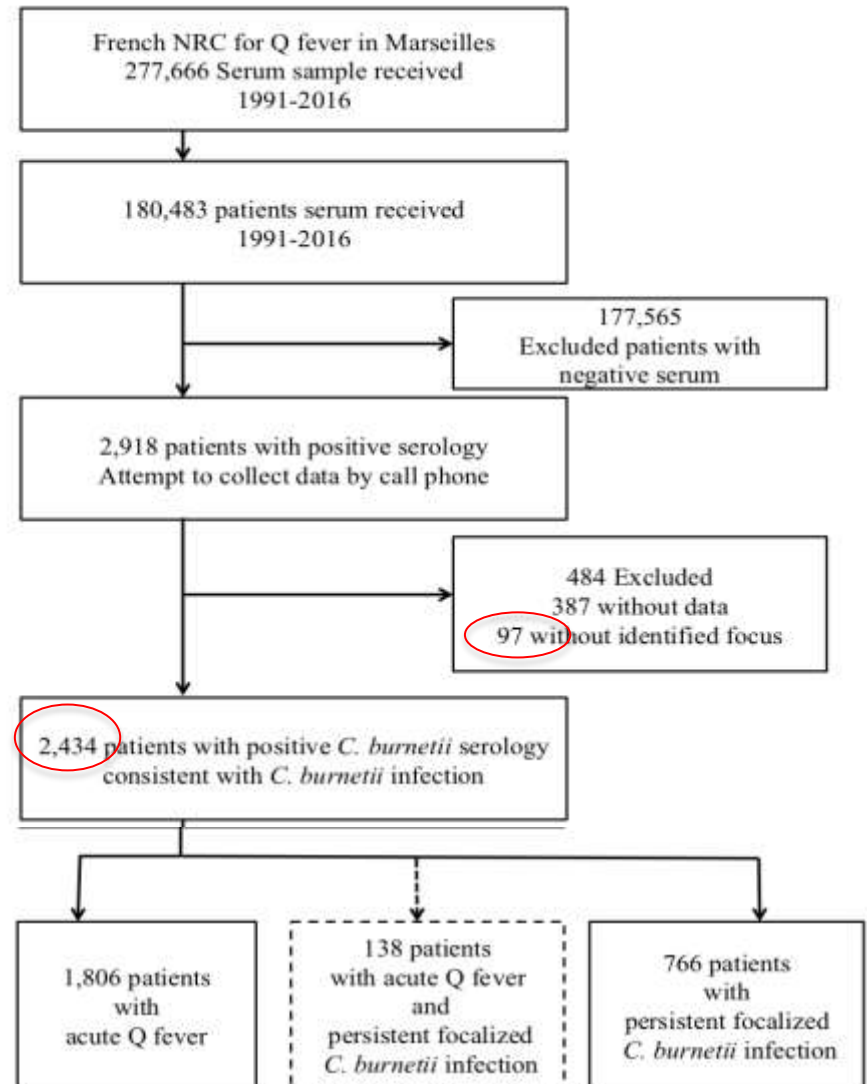 French NRC for Q fever in Marseilles
277,666 Serum sample received
1991-2016
180,483 patients serum received
1991-2016
177,565
Excluded patients with
negative serum
2,918 patients with positive serology
Attempt to collect data by call phone
484 Excluded
387 without data
97 without identified focus
2,434 patients with positive C. burnetii serology
consistent with C. burnetii infection
1,806 patients
with
acute Q fever
138 patients
with acute Q fever
and
persistent focalized
C. burnetii infection
766 patients
with
persistent focalized
C. burnetii infection